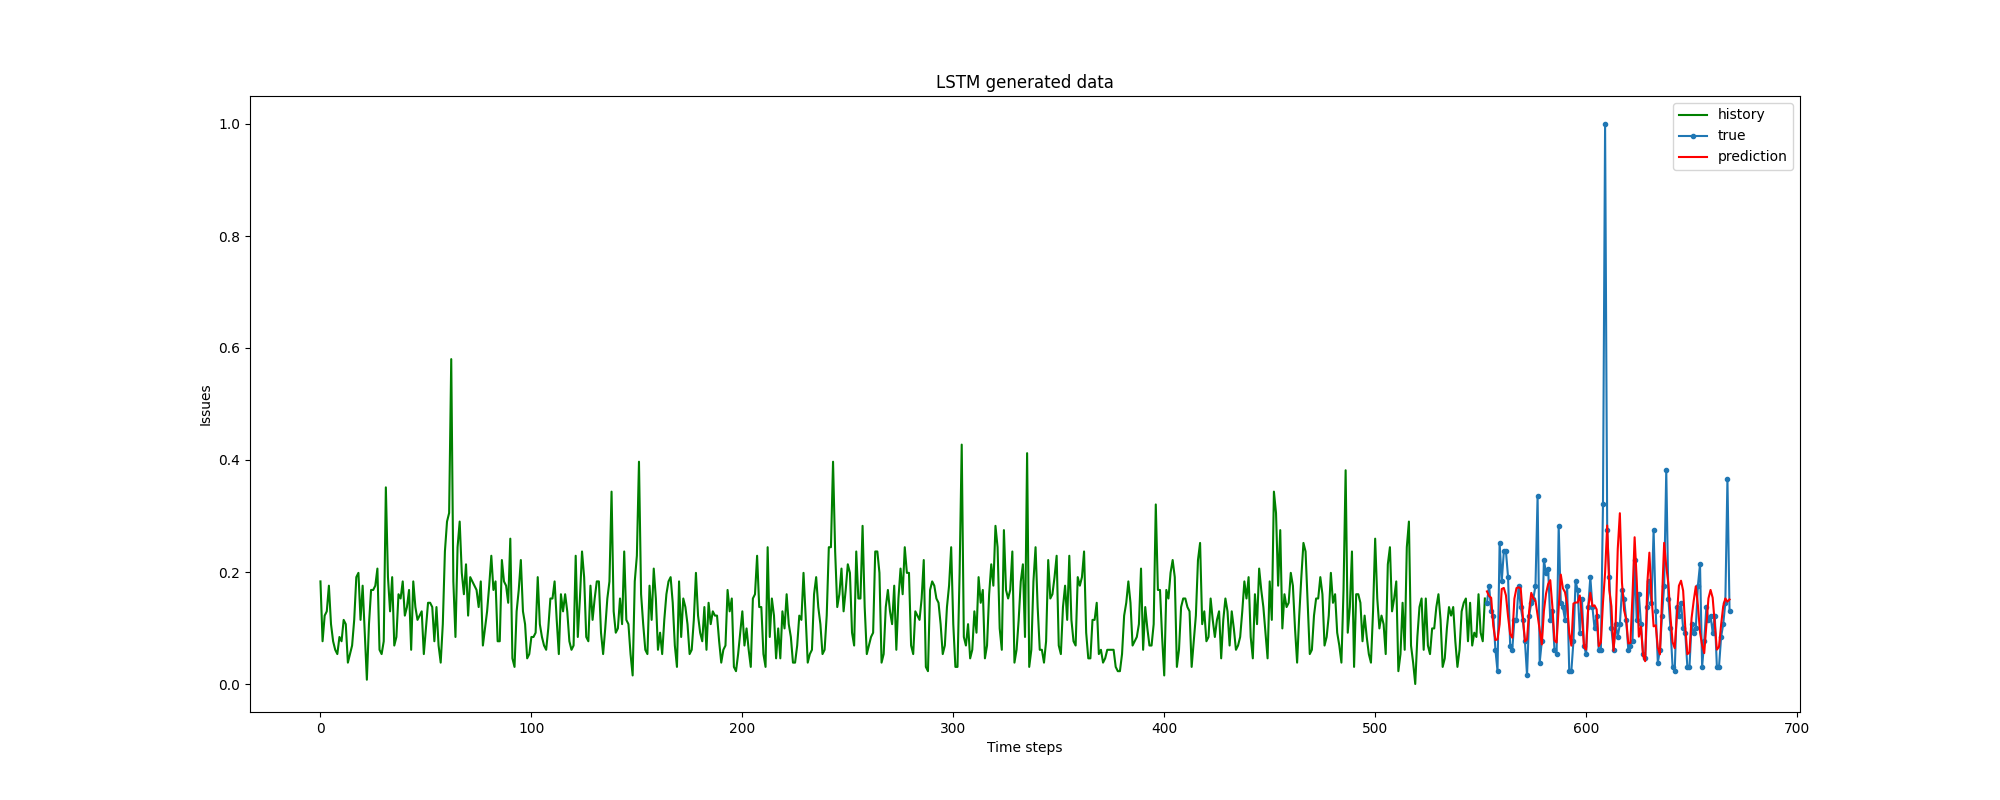 LSTM generated data
1.0
0.8
0.6
0.4
0.2
0.0
Issues
history
true
prediction
0 100 200 300 400 500 600 700
Time steps